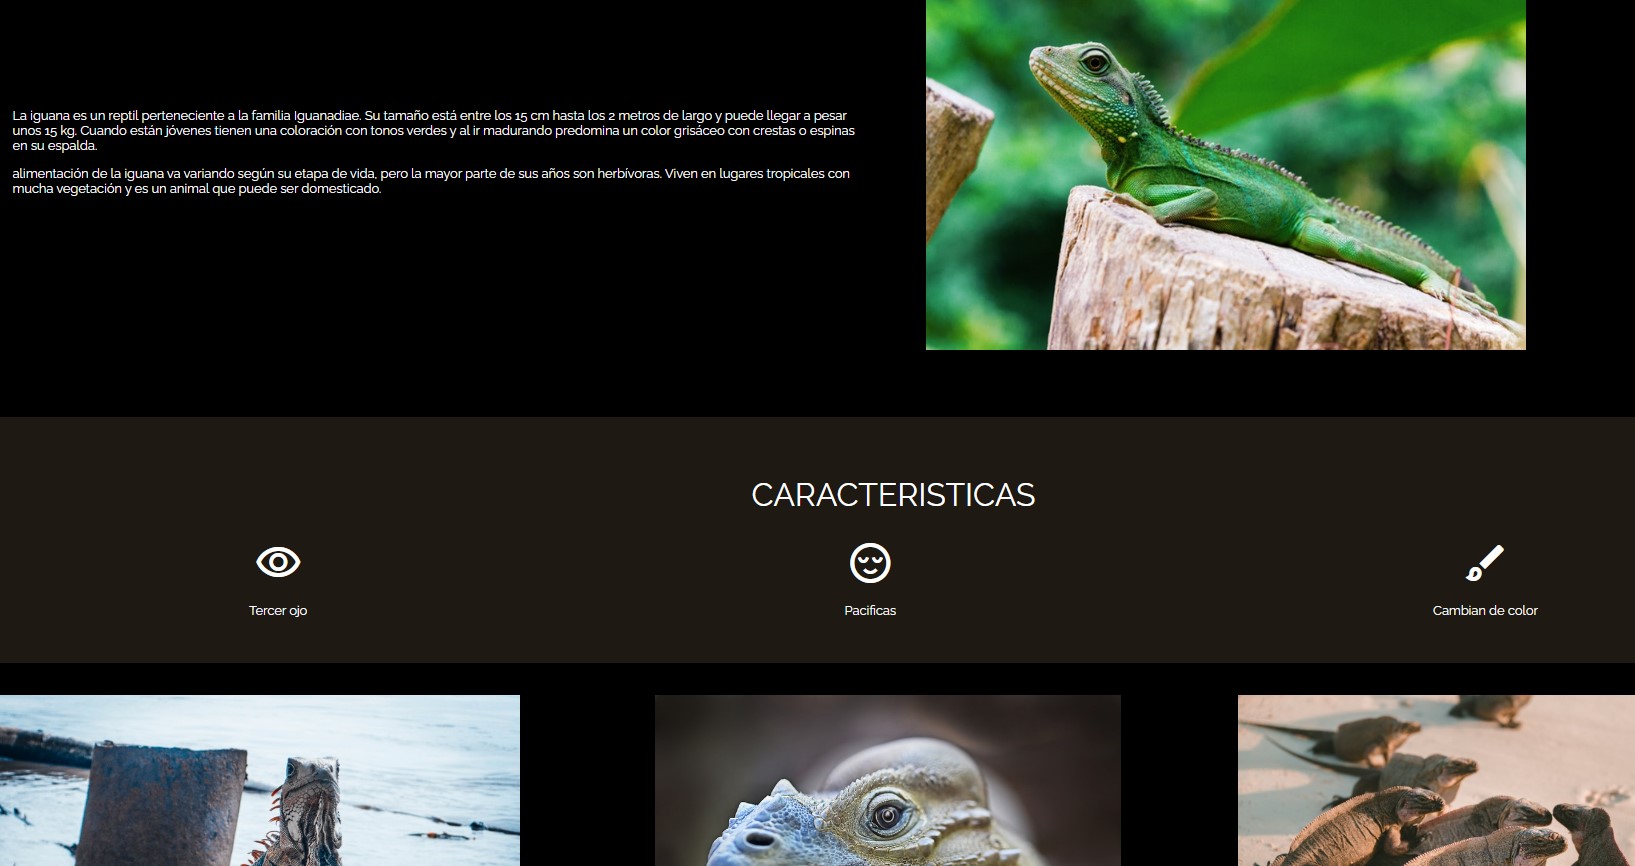 La iguana es un reptil perteneciente a la familia Iguanadiae. Su tamaño está entre los 15 cm hasta los 2 metros de largo y puede llegar a pesar
unos 15 kg. Cuando están jóvenes tienen una coloración con tonos verdes y al ir madurando predomina un color grisáceo con crestas o espinas
en su espalda.
alimentación de la iguana va variando según su etapa de vida, pero la mayor parte de sus años son herbívoras. Viven en lugares tropicales con
mucha vegetación y es un animal que puede ser domesticado.
CARACTERISTICAS
Tercer ojo
Pacificas
Cambian de color